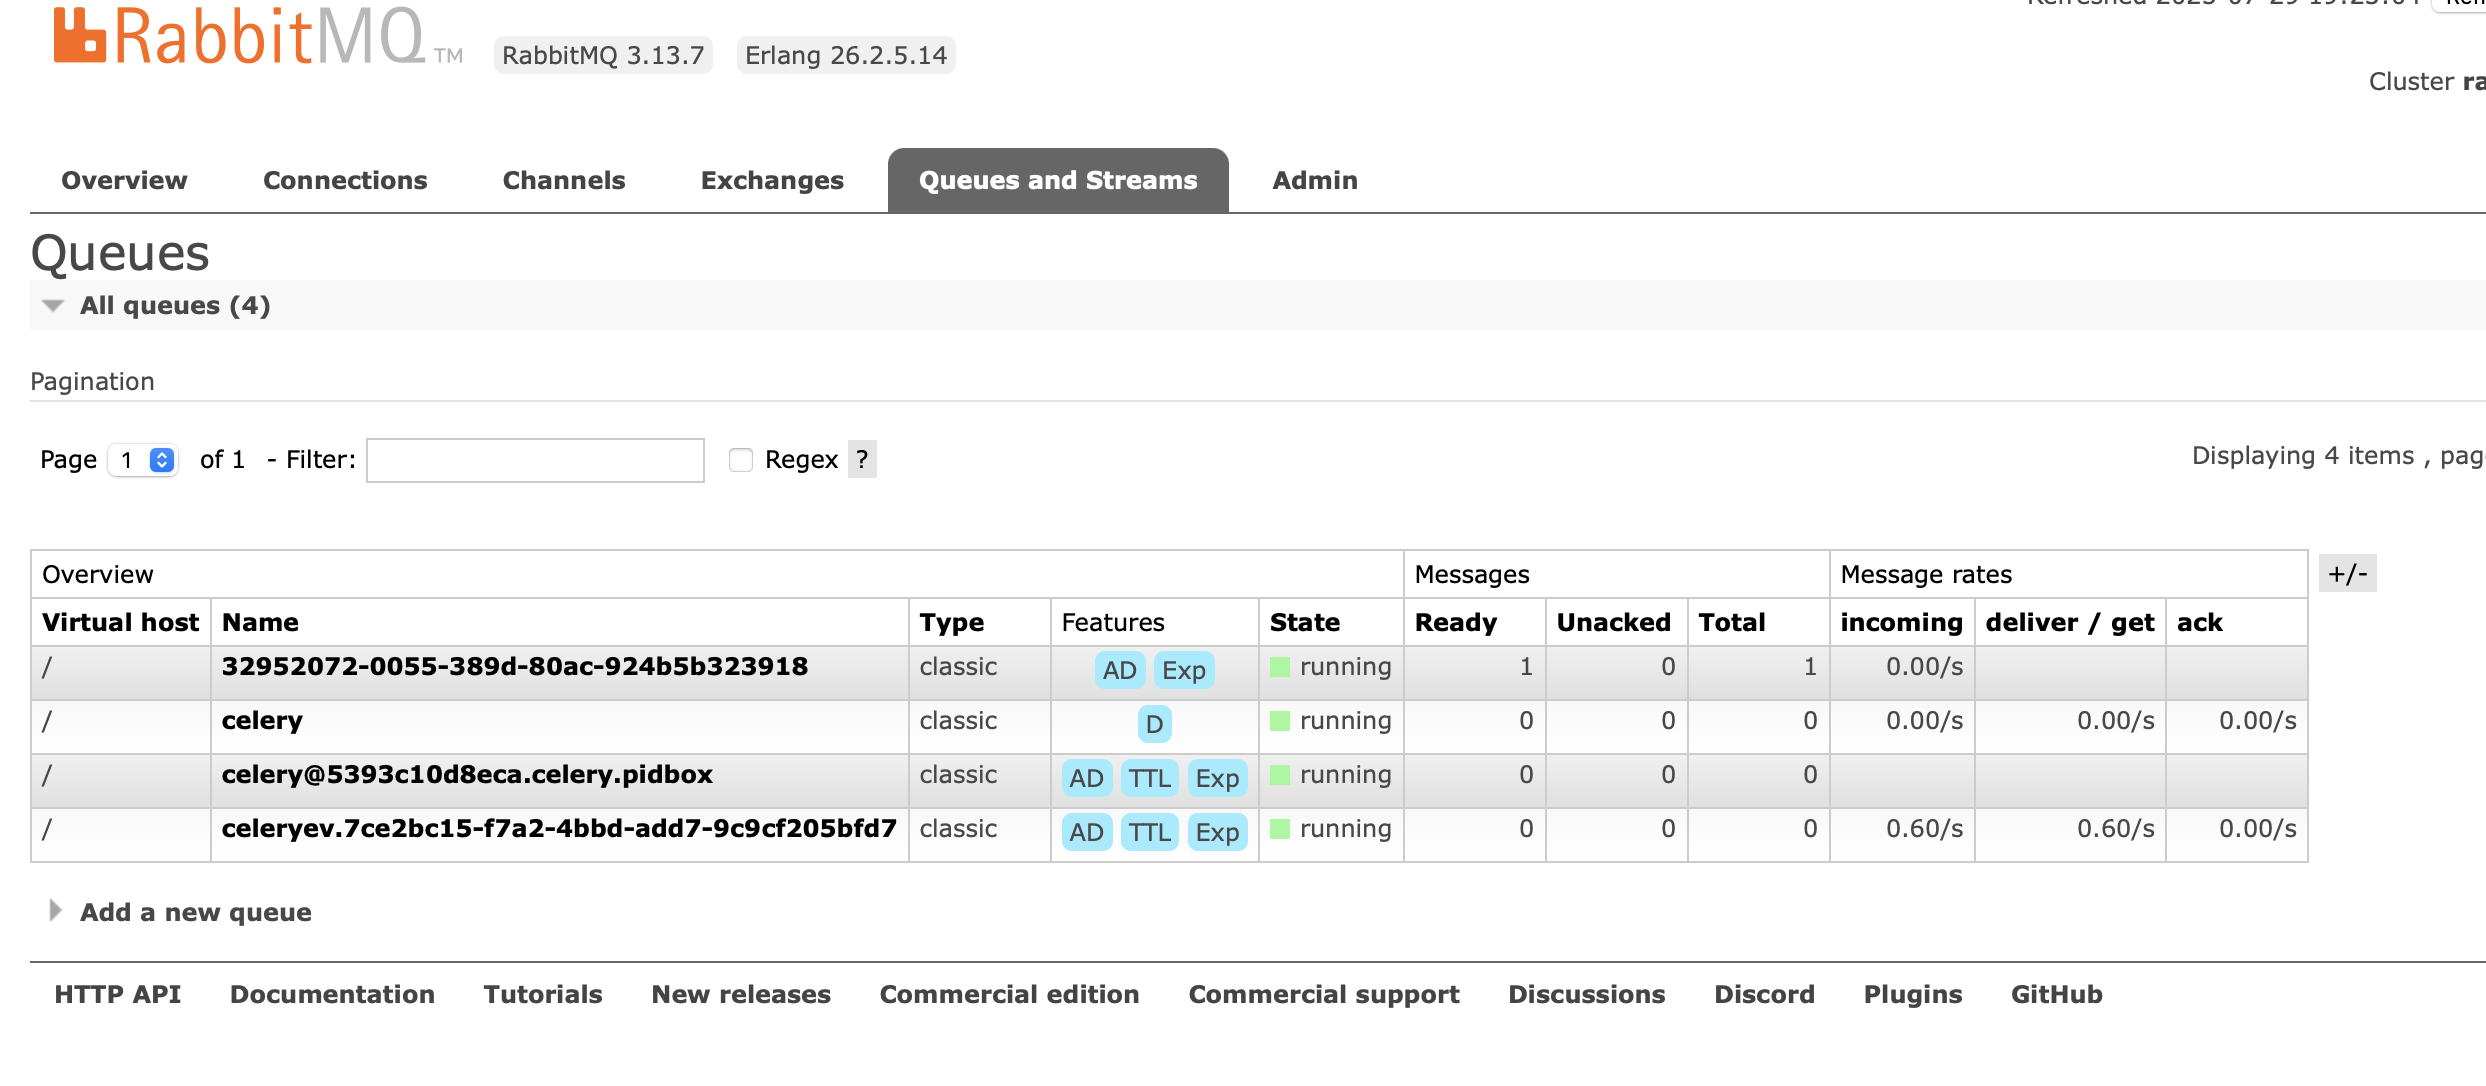 RabbitMQ TM RabbitMQ 3.13.7 Erlang 26.2.5.14
Cluster
Overview Connections Channels Exchanges Queues and Streams Admin
Queues
All queues (4)
Pagination
Page 1 of 1 - Filter: Regex ? Displaying 4 items , pag
Overview Messages Message rates +/-
Virtual host Name Type Features State Ready Unacked Total incoming deliver / get ack
/ 32952072-0055-389d-80ac-924b5b323918 classic AD Exp running 1 0 1 0.00/s
/ celery classic D running 0 0 0 0.00/s 0.00/s 0.00/s
/ celery@5393c10d8eca.celery.pidbox classic AD TTL Exp running 0 0 0
/ celeryev.7ce2bc15-f7a2-4bbd-add7-9c9cf205bfd7 classic AD TTL Exp running 0 0 0 0.60/s 0.60/s 0.00/s
Add a new queue
HTTP API Documentation Tutorials New releases Commercial edition Commercial support Discussions Discord Plugins GitHub